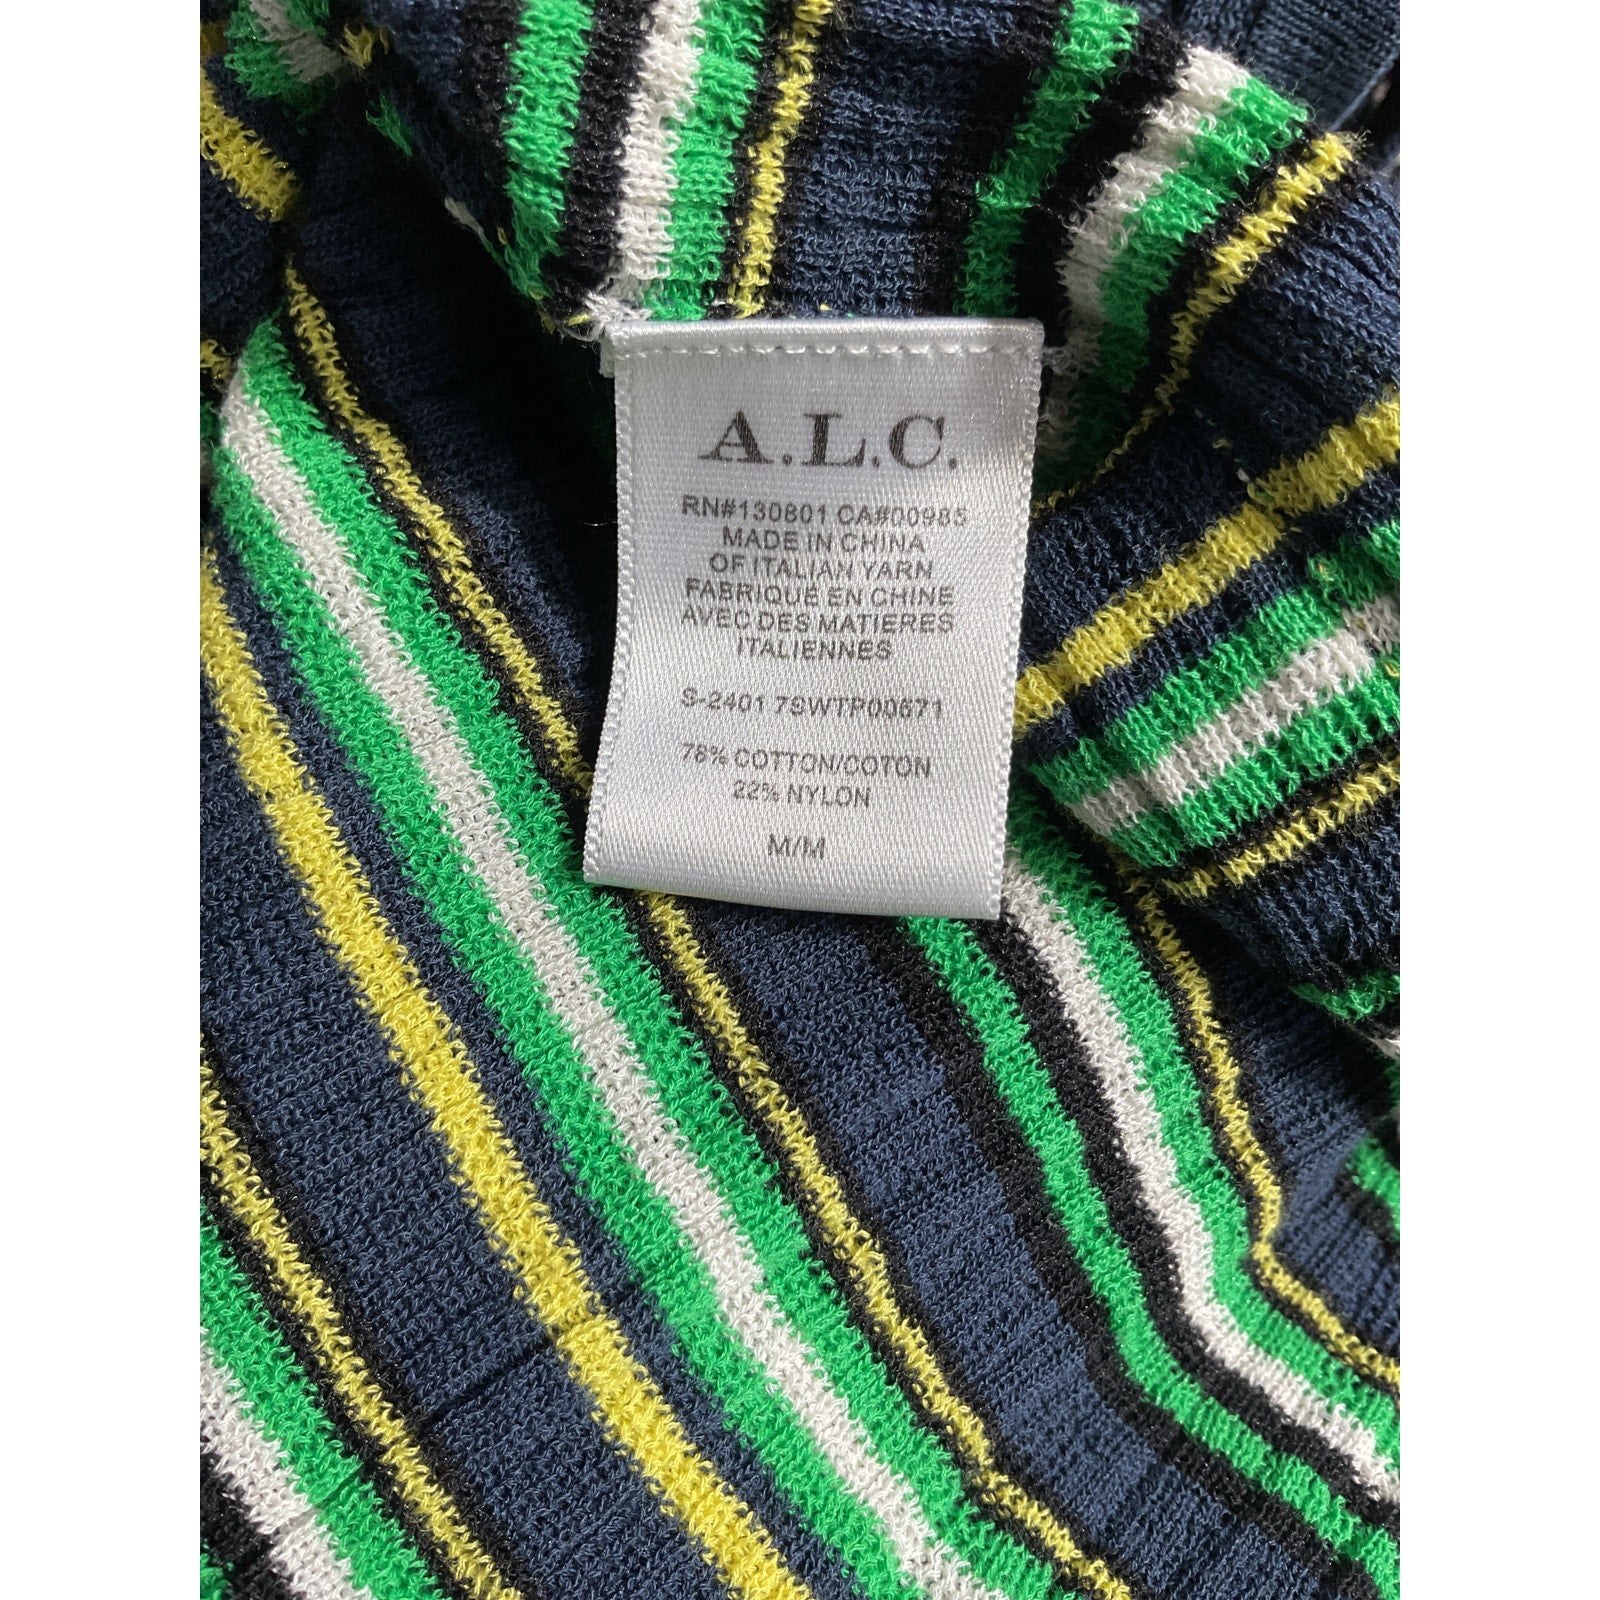 A.L.C.
RN#130801 CA#00985
MADE IN CHINA
OF ITALIAN YARN
FABRIQUE EN CHINE
AVEC DES MATIERES
ITALIENNES
S-2401 7SWTP00671
78% COTTON/COTON
22% NYLON
M/M